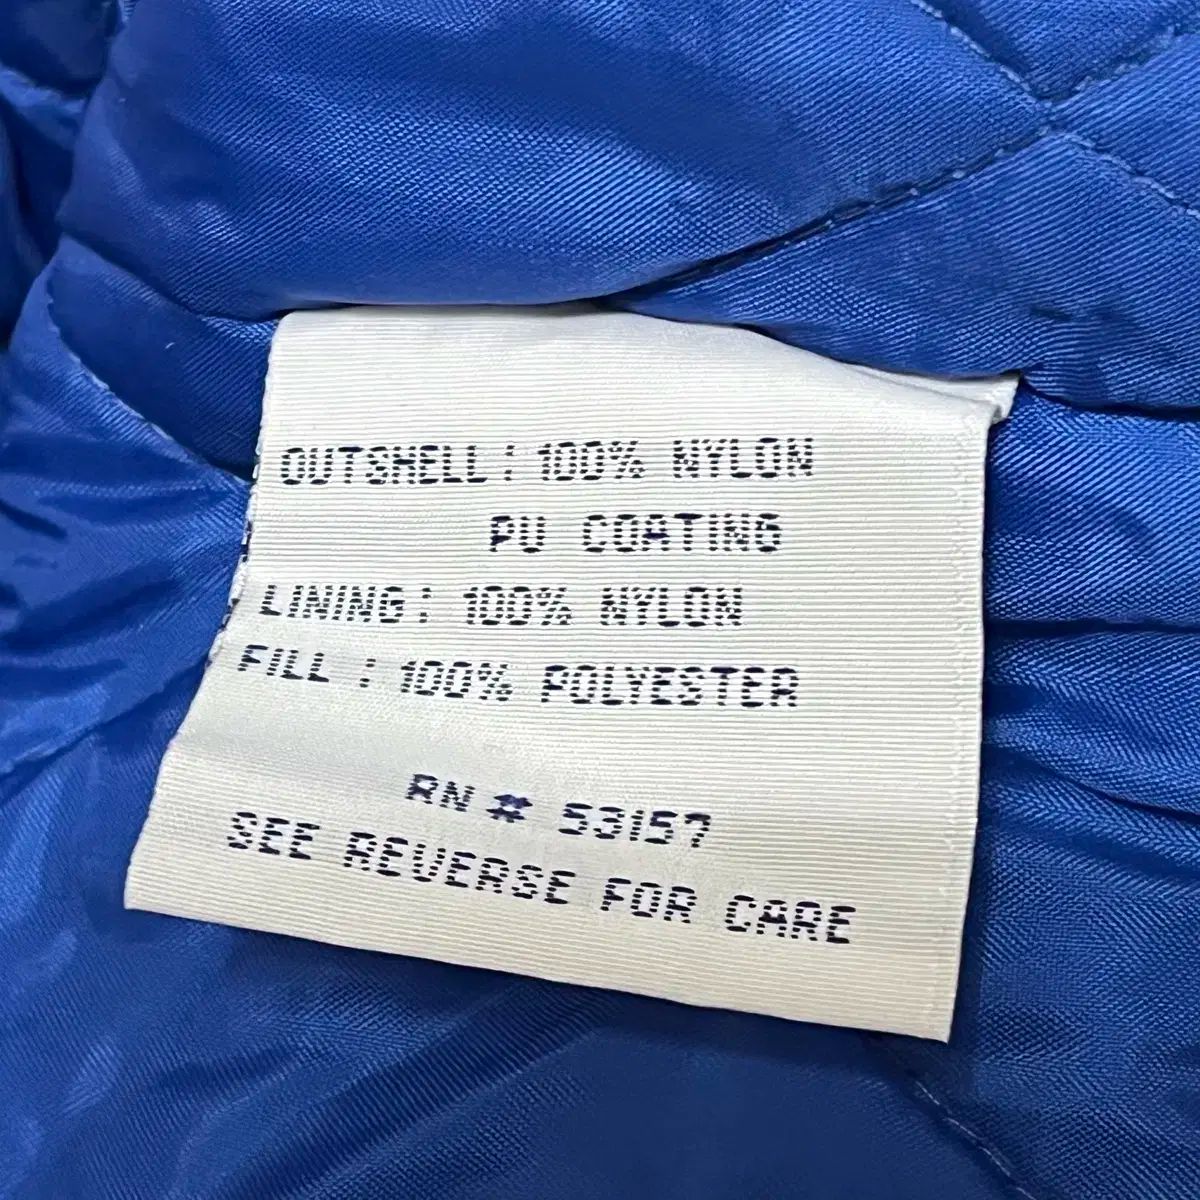 OUTSHELL: 100% NYLON
PU COATING
LINING: 100% NYLON
FILL : 100% POLYESTER
RN # 53157
SEE REVERSE FOR CARE